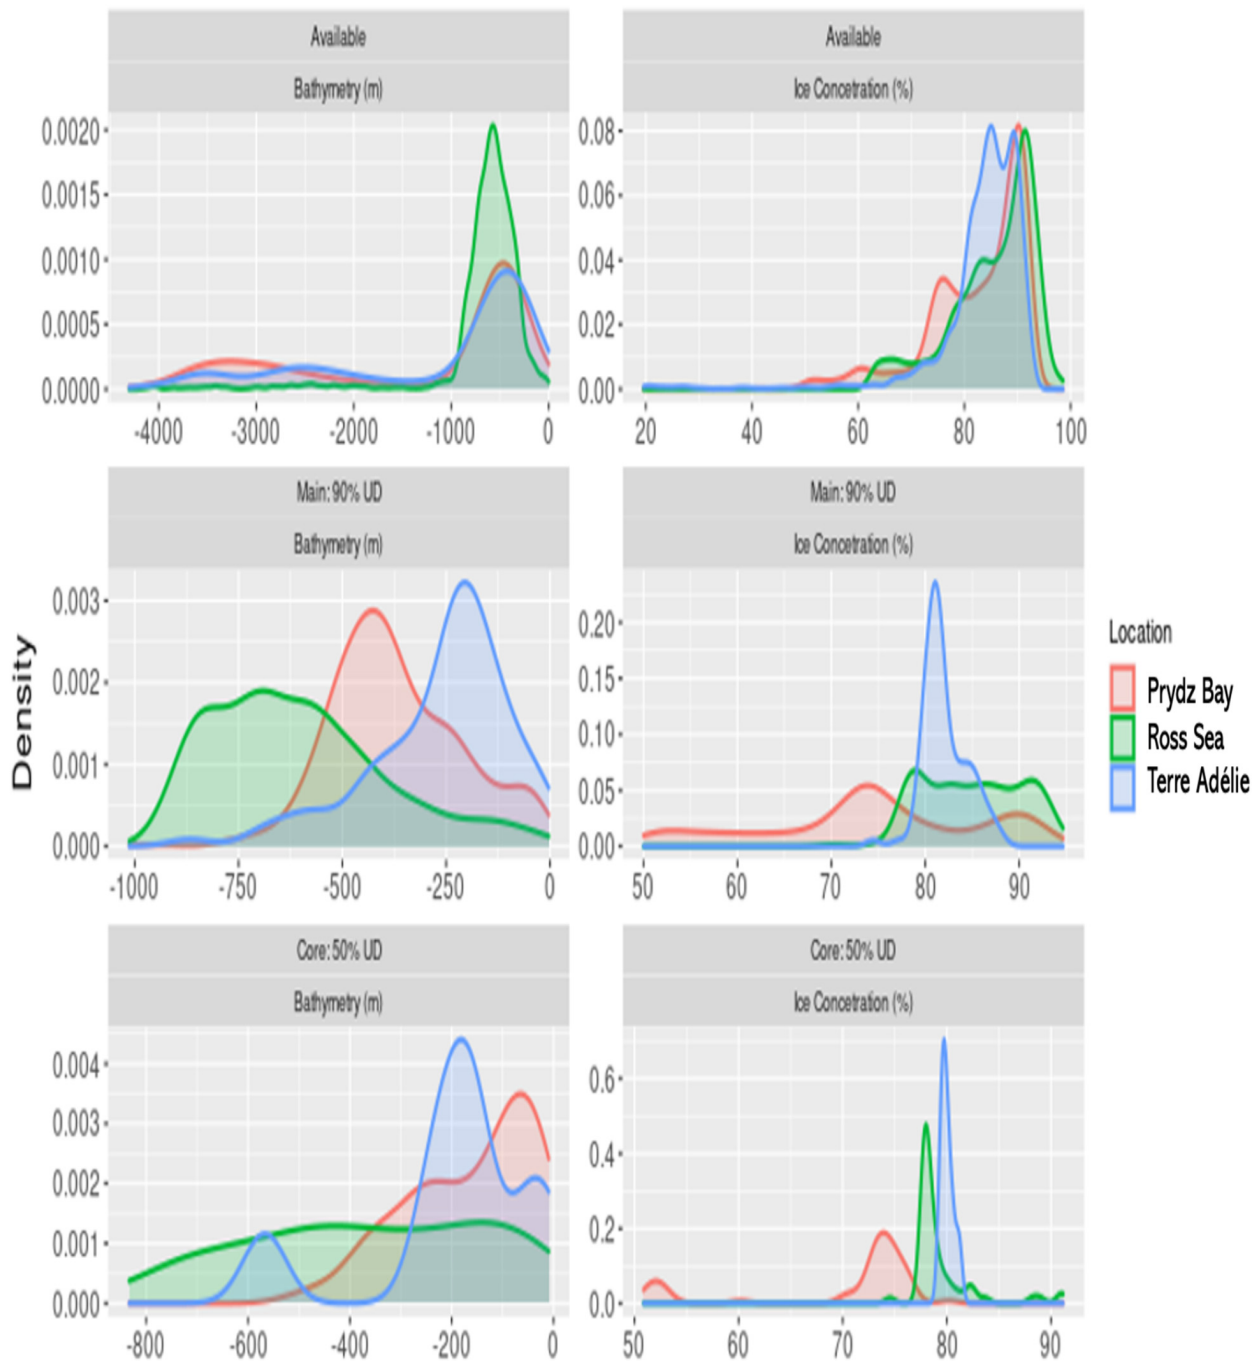 Available
Available
Bathymetry (m)
Ice Concetration (%)
0.0020
0.0015
0.0010
0.0005
0.0000
0.08
0.06
0.04
0.02
0.00
-4000 -3000 -2000 -1000 0
20 40 60 80 100
Main: 90% UD
Main: 90% UD
Bathymetry (m)
Ice Concetration (%)
Density
0.003
0.002
0.001
0.000
0.20
0.15
0.10
0.05
0.00
-1000 -750 -500 -250 0
50 60 70 80 90
Location
Prydz Bay
Ross Sea
Terre Adélie
Core: 50% UD
Core: 50% UD
Bathymetry (m)
Ice Concetration (%)
0.004
0.003
0.002
0.001
0.000
0.6
0.4
0.2
0.0
-800 -600 -400 -200 0
50 60 70 80 90